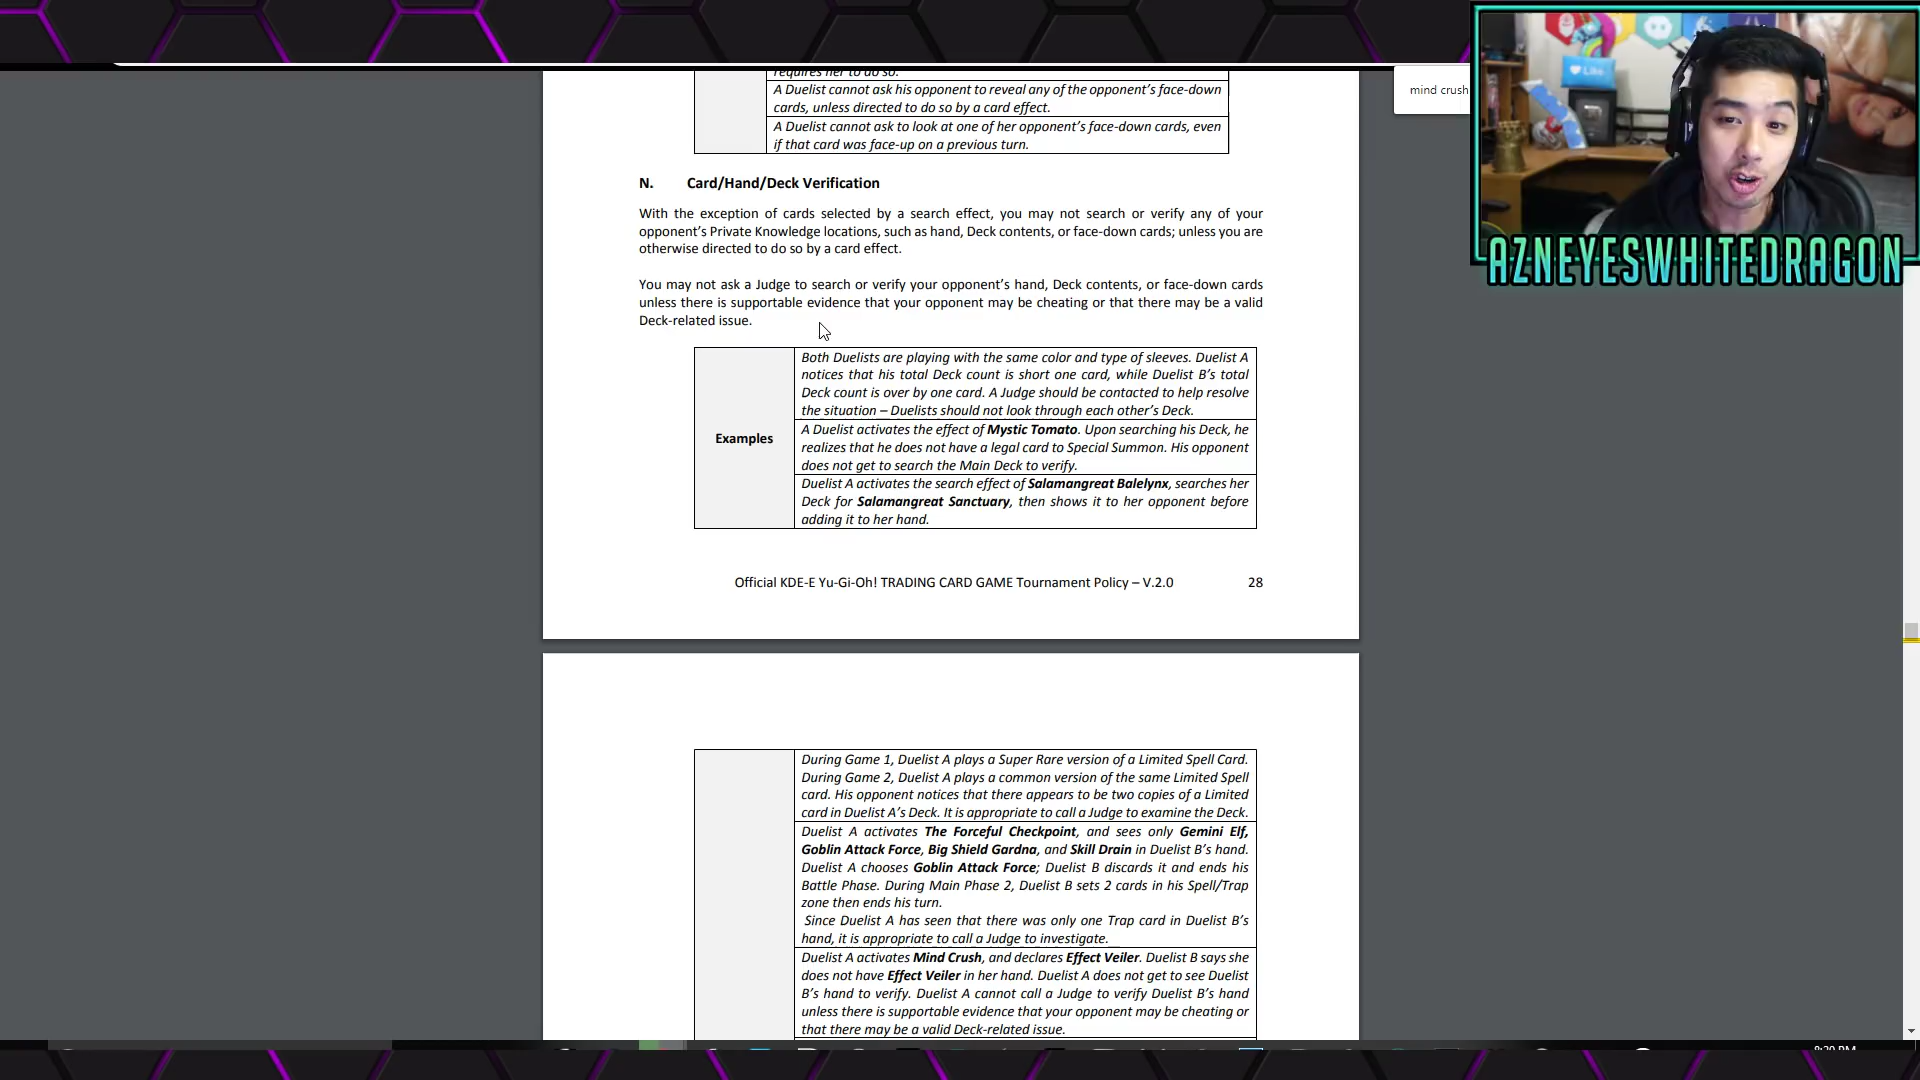 requires her to do so.
A Duelist cannot ask his opponent to reveal any of the opponent's face-down
cards, unless directed to do so by a card effect.
A Duelist cannot ask to look at one of her opponent's face-down cards, even
if that card was face-up on a previous turn.
mind crush
Like
AZNEYESWHITEDRAGON
N. Card/Hand/Deck Verification
With the exception of cards selected by a search effect, you may not search or verify any of your
opponent's Private Knowledge locations, such as hand, Deck contents, or face-down cards; unless you are
otherwise directed to do so by a card effect.
You may not ask a Judge to search or verify your opponent's hand, Deck contents, or face-down cards
unless there is supportable evidence that your opponent may be cheating or that there may be a valid
Deck-related issue.
Examples
Both Duelists are playing with the same color and type of sleeves. Duelist A
notices that his total Deck count is short one card, while Duelist B's total
Deck count is over by one card. A Judge should be contacted to help resolve
the situation – Duelists should not look through each other's Deck.
A Duelist activates the effect of Mystic Tomato. Upon searching his Deck, he
realizes that he does not have a legal card to Special Summon. His opponent
does not get to search the Main Deck to verify.
Duelist A activates the search effect of Salamangreat Balelynx, searches her
Deck for Salamangreat Sanctuary, then shows it to her opponent before
adding it to her hand.
Official KDE-E Yu-Gi-Oh! TRADING CARD GAME Tournament Policy – V.2.0 28
During Game 1, Duelist A plays a Super Rare version of a Limited Spell Card.
During Game 2, Duelist A plays a common version of the same Limited Spell
card. His opponent notices that there appears to be two copies of a Limited
card in Duelist A's Deck. It is appropriate to call a Judge to examine the Deck.
Duelist A activates The Forceful Checkpoint, and sees only Gemini Elf,
Goblin Attack Force, Big Shield Gardna, and Skill Drain in Duelist B's hand.
Duelist A chooses Goblin Attack Force; Duelist B discards it and ends his
Battle Phase. During Main Phase 2, Duelist B sets 2 cards in his Spell/Trap
zone then ends his turn.
Since Duelist A has seen that there was only one Trap card in Duelist B's
hand, it is appropriate to call a Judge to investigate.
Duelist A activates Mind Crush, and declares Effect Veiler. Duelist B says she
does not have Effect Veiler in her hand. Duelist A does not get to see Duelist
B's hand to verify. Duelist A cannot call a Judge to verify Duelist B's hand
unless there is supportable evidence that your opponent may be cheating or
that there may be a valid Deck-related issue.